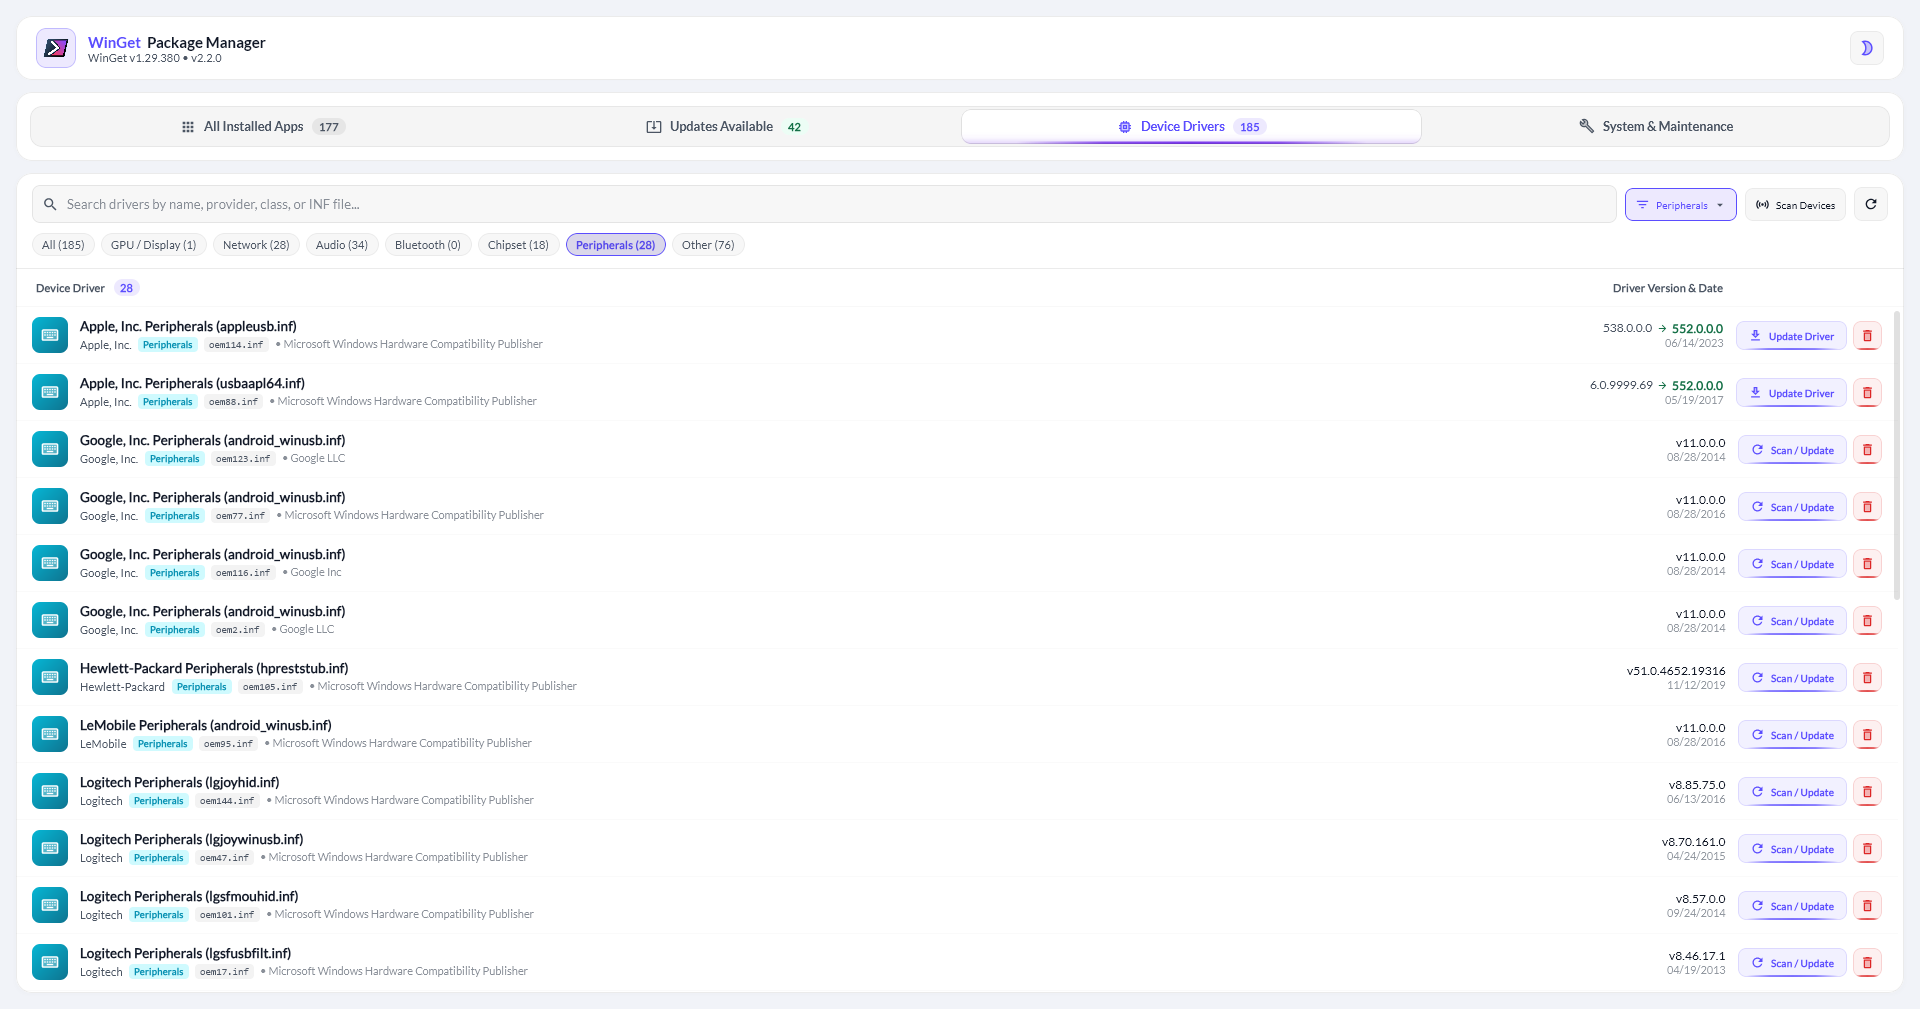 WinGet Package Manager
WinGet v1.29.380 • v2.2.0
All Installed Apps 177
Updates Available 42
Device Drivers 185
System & Maintenance
Search drivers by name, provider, class, or INF file...
Peripherals
Scan Devices
All (185) GPU / Display (1) Network (28) Audio (34) Bluetooth (0) Chipset (18) Peripherals (28) Other (76)
Device Driver 28 Driver Version & Date
Apple, Inc. Peripherals (appleusb.inf)
Apple, Inc. Peripherals oem114.inf • Microsoft Windows Hardware Compatibility Publisher
538.0.0.0 → 552.0.0.0
06/14/2023
Update Driver
Apple, Inc. Peripherals (usbaapl64.inf)
Apple, Inc. Peripherals oem88.inf • Microsoft Windows Hardware Compatibility Publisher
6.0.9999.69 → 552.0.0.0
05/19/2017
Update Driver
Google, Inc. Peripherals (android_winusb.inf)
Google, Inc. Peripherals oem123.inf • Google LLC
v11.0.0.0
08/28/2014
Scan / Update
Google, Inc. Peripherals (android_winusb.inf)
Google, Inc. Peripherals oem77.inf • Microsoft Windows Hardware Compatibility Publisher
v11.0.0.0
08/28/2016
Scan / Update
Google, Inc. Peripherals (android_winusb.inf)
Google, Inc. Peripherals oem116.inf • Google Inc
v11.0.0.0
08/28/2014
Scan / Update
Google, Inc. Peripherals (android_winusb.inf)
Google, Inc. Peripherals oem2.inf • Google LLC
v11.0.0.0
08/28/2014
Scan / Update
Hewlett-Packard Peripherals (hpreststub.inf)
Hewlett-Packard Peripherals oem105.inf • Microsoft Windows Hardware Compatibility Publisher
v51.0.4652.19316
11/12/2019
Scan / Update
LeMobile Peripherals (android_winusb.inf)
LeMobile Peripherals oem95.inf • Microsoft Windows Hardware Compatibility Publisher
v11.0.0.0
08/28/2016
Scan / Update
Logitech Peripherals (lgjoyhid.inf)
Logitech Peripherals oem144.inf • Microsoft Windows Hardware Compatibility Publisher
v8.85.75.0
06/13/2016
Scan / Update
Logitech Peripherals (lgjoywinusb.inf)
Logitech Peripherals oem47.inf • Microsoft Windows Hardware Compatibility Publisher
v8.70.161.0
04/24/2015
Scan / Update
Logitech Peripherals (lgsfmouhid.inf)
Logitech Peripherals oem101.inf • Microsoft Windows Hardware Compatibility Publisher
v8.57.0.0
09/24/2014
Scan / Update
Logitech Peripherals (lgsfusbfilt.inf)
Logitech Peripherals oem17.inf • Microsoft Windows Hardware Compatibility Publisher
v8.46.17.1
04/19/2013
Scan / Update